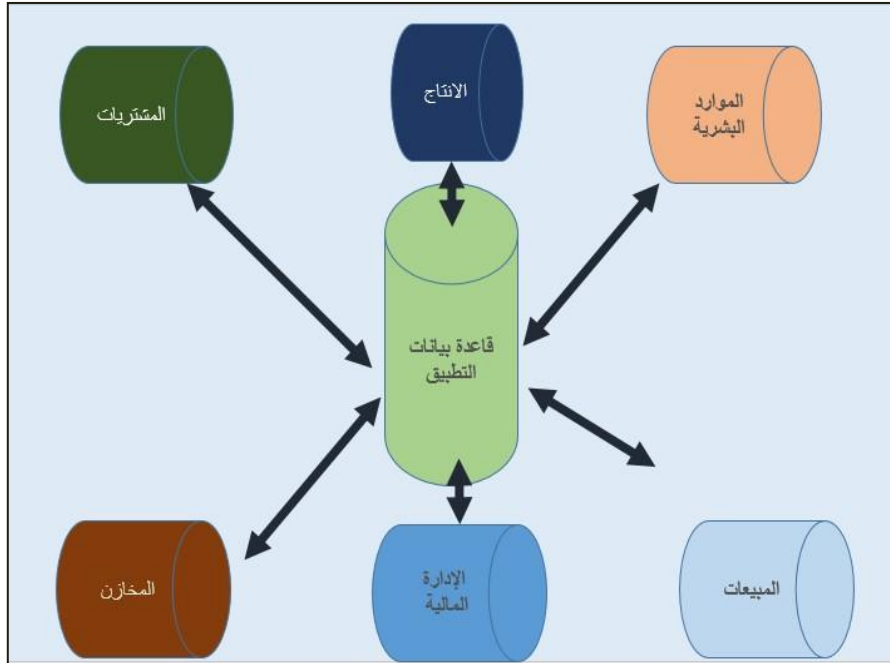 الموارد
البشرية
الانتاج
المشتريات
قاعدة بيانات
التطبيق
المبيعات
الإدارة
المالية
المخازن